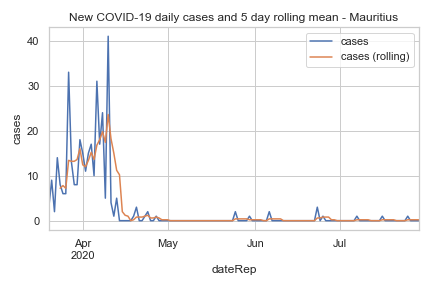 New COVID-19 daily cases and 5 day rolling mean - Mauritius
cases
cases (rolling)
cases
40
30
20
10
0
Apr
2020
May
Jun
Jul
dateRep